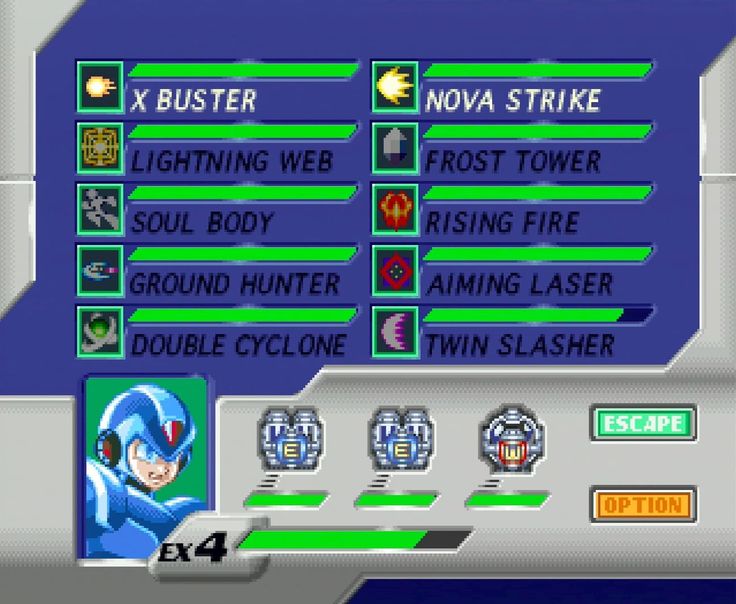 X BUSTER
NOVA STRIKE
LIGHTNING WEB
FROST TOWER
SOUL BODY
RISING FIRE
GROUND HUNTER
AIMING LASER
DOUBLE CYCLONE
TWIN SLASHER
E
E
W
ESCAPE
OPTION
EX4